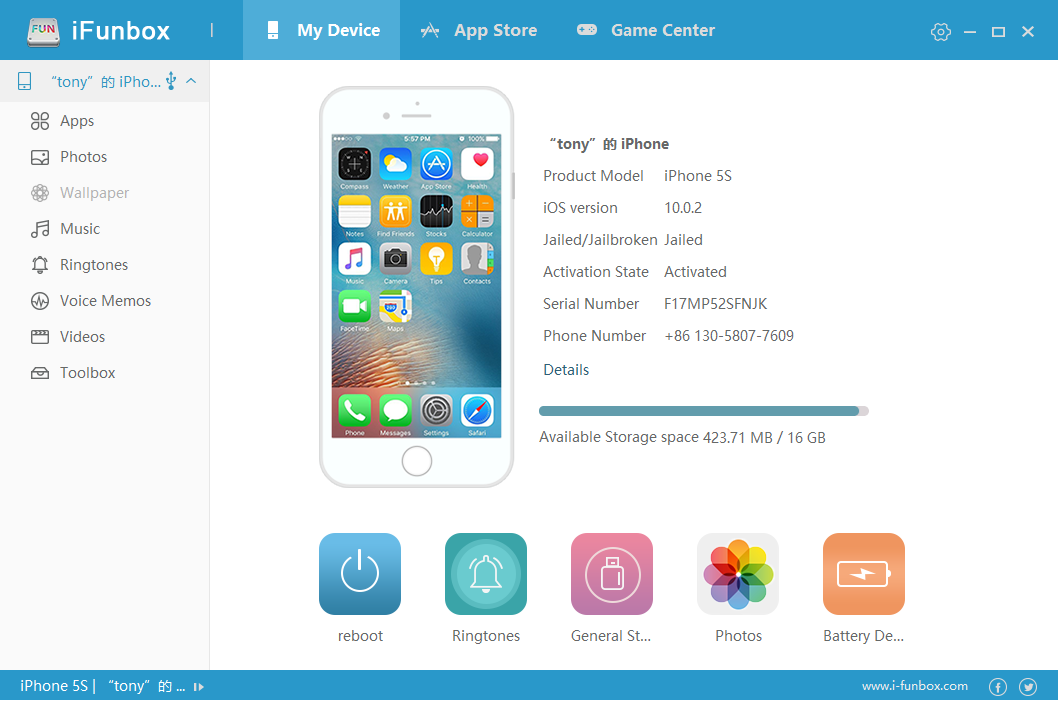 FUN iFunbox
My Device
App Store
Game Center
“tony” 的 iPho...
Apps
Photos
Wallpaper
Music
Ringtones
Voice Memos
Videos
Toolbox
5:57 PM 100%
Compass Weather App Store Health
Notes Find Friends Stocks Calculator
Music Camera Tips Contacts
FaceTime Maps
Phone Messages Settings Safari
“tony” 的 iPhone
Product Model iPhone 5S
iOS version 10.0.2
Jailed/Jailbroken Jailed
Activation State Activated
Serial Number F17MP52SFNJK
Phone Number +86 130-5807-7609
Details
Available Storage space 423.71 MB / 16 GB
reboot
Ringtones
General St...
Photos
Battery De...
iPhone 5S | “tony” 的 ...
www.i-funbox.com